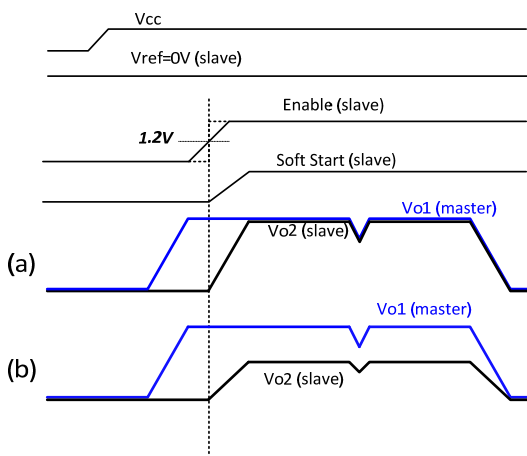 Vcc
Vref=0V (slave)
Enable (slave)
1.2V
Soft Start (slave)
Vo1 (master)
Vo2 (slave)
(a)
Vo1 (master)
(b)
Vo2 (slave)